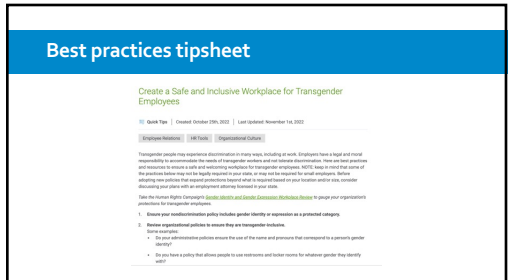 Best practices tipsheet
Create a Safe and Inclusive Workplace for Transgender
Employees
Quick Tips | Created: October 25th, 2022 | Last Updated: November 1st, 2022
Employee Relations HR Tools Organizational Culture
Transgender people may experience discrimination in many ways, including at work. Employers have a legal and moral
responsibility to accommodate the needs of transgender workers and not tolerate discrimination. Here are best practices
and resources to ensure a safe and welcoming workplace for transgender employees. NOTE: keep in mind that some of
the practices below may not be legally required in your state, or may not be required for small employers. Before
adopting new policies that expand protections beyond what is required based on your location and/or size, consider
discussing your plans with an employment attorney licensed in your state.
Take the Human Rights Campaign's Gender Identity and Gender Expression Workplace Review to gauge your organization's
protections for transgender employees.
1. Ensure your nondiscrimination policy includes gender identity or expression as a protected category.
2. Review organizational policies to ensure they are transgender-inclusive.
Some examples:
• Do your administrative policies ensure the use of the name and pronouns that correspond to a person's gender
identity?
• Do you have a policy that allows people to use restrooms and locker rooms for whatever gender they identify
with?